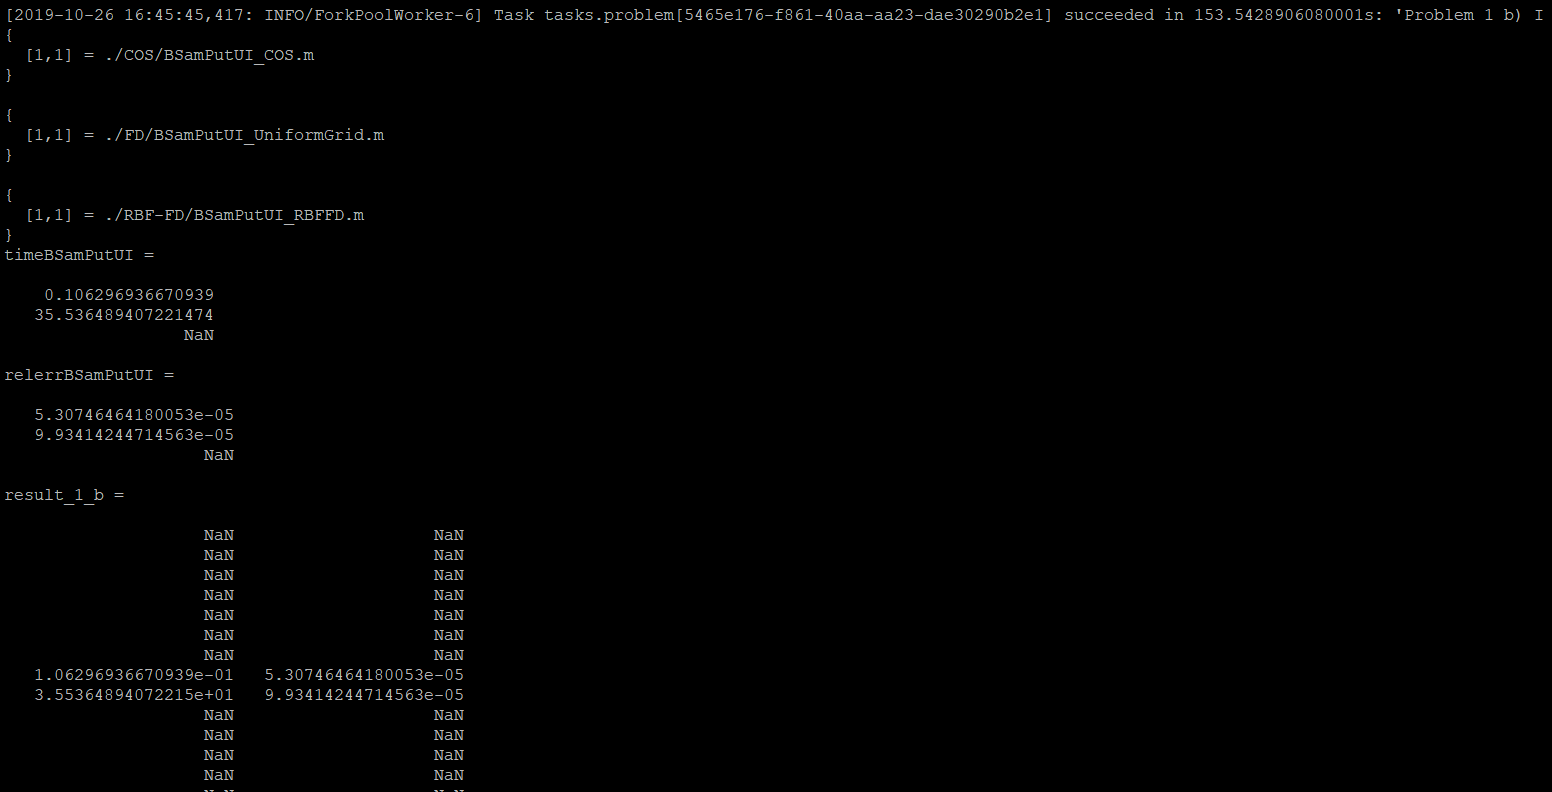 [2019-10-26 16:45:45,417: INFO/ForkPoolWorker-6] Task tasks.problem[5465e176-f861-40aa-aa23-dae30290b2e1] succeeded in 153.5428906080001s: 'Problem 1 b) I
{
  [1,1] = ./COS/BSamPutUI_COS.m
}
{
  [1,1] = ./FD/BSamPutUI_UniformGrid.m
}
{
  [1,1] = ./RBF-FD/BSamPutUI_RBFFD.m
}
timeBSamPutUI =
0.106296936670939
35.536489407221474
NaN
relerrBSamPutUI =
5.30746464180053e-05
9.93414244714563e-05
NaN
result_1_b =
NaN NaN
NaN NaN
NaN NaN
NaN NaN
NaN NaN
NaN NaN
NaN NaN
1.06296936670939e-01 5.30746464180053e-05
3.55364894072215e+01 9.93414244714563e-05
NaN NaN
NaN NaN
NaN NaN
NaN NaN
NaN NaN